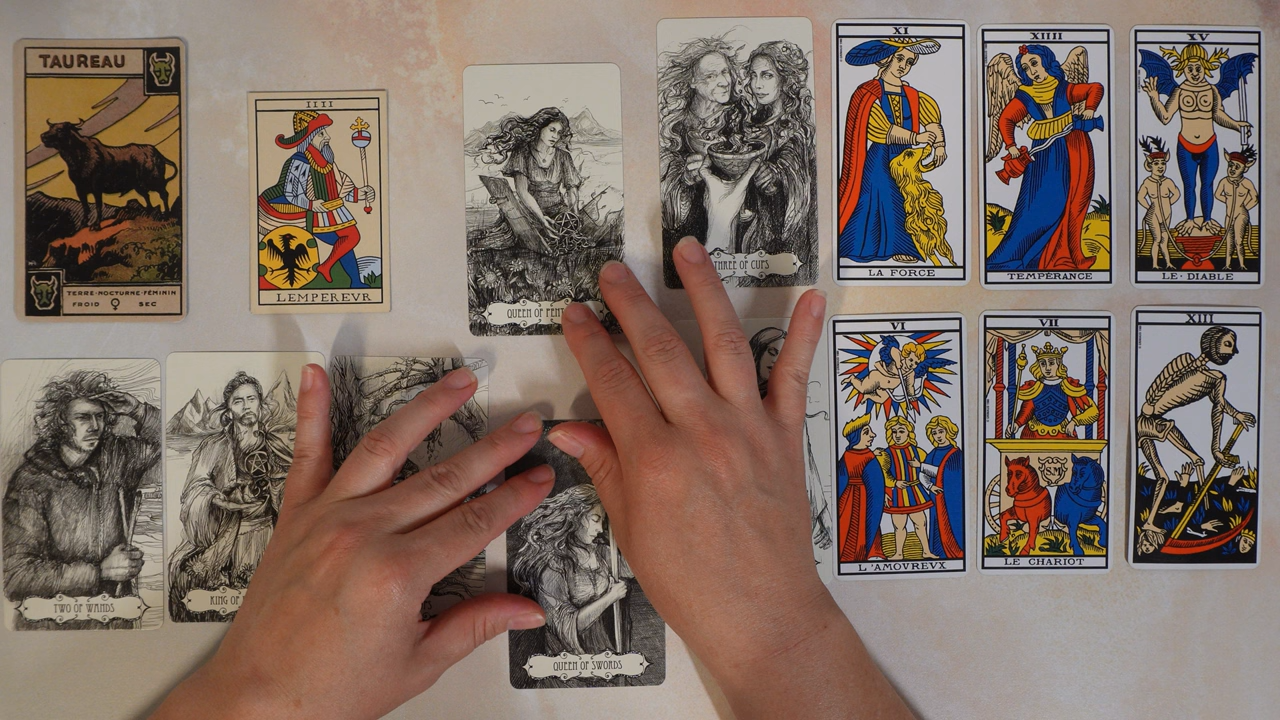 TAUREAU
TERRE·NOCTURNE·FÉMININ
FROID ♀ SEC
IIII
LEMPEREVR
QUEEN OF
THREE OF CUPS
XI
LA FORCE
XIIII
TEMPÉRANCE
XV
LE·DIABLE
TWO OF WANDS
KING OF
QUEEN OF SWORDS
VI
L'AMOVREVX
VII
S M
LE CHARIOT
XIII